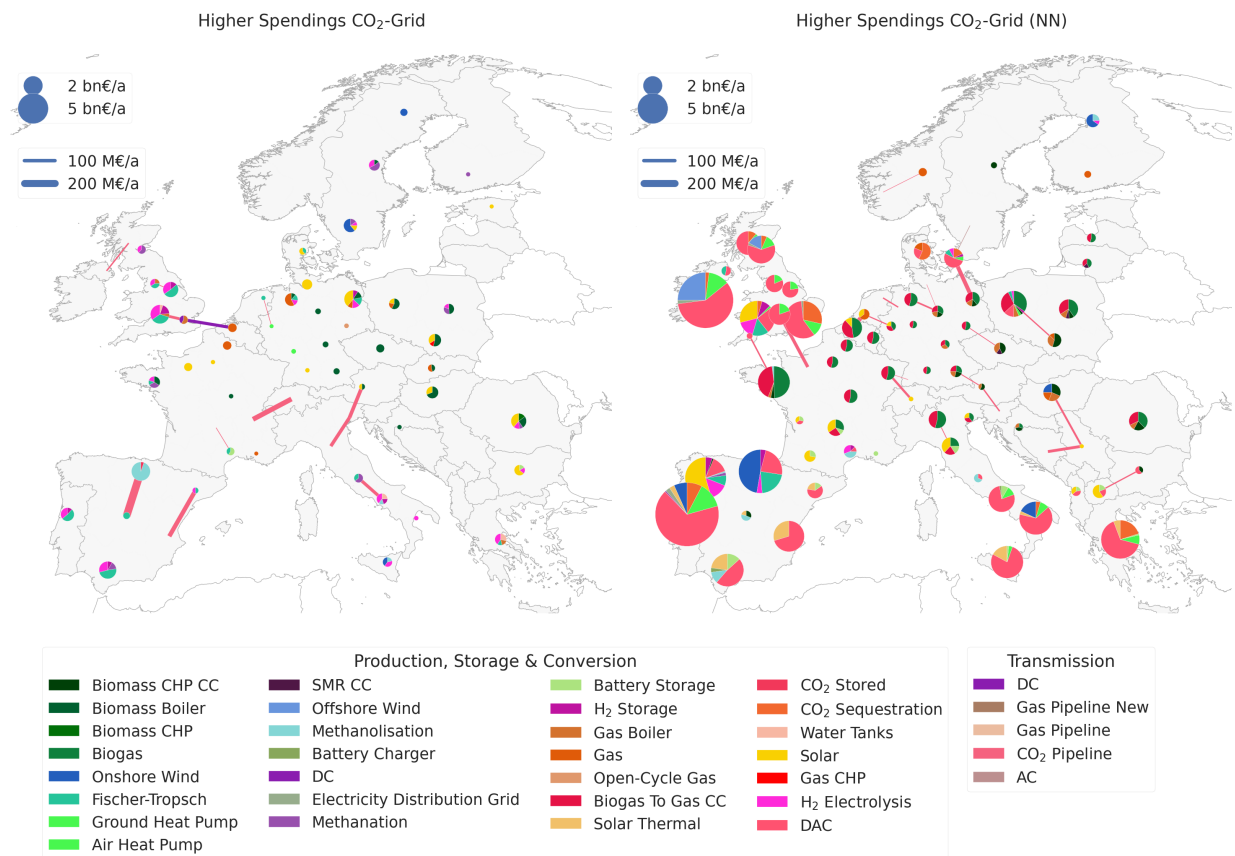 Higher Spendings CO₂-Grid
Higher Spendings CO₂-Grid (NN)
2 bn€/a
5 bn€/a
100 M€/a
200 M€/a
2 bn€/a
5 bn€/a
100 M€/a
200 M€/a
Production, Storage & Conversion
Biomass CHP CC
Biomass Boiler
Biomass CHP
Biogas
Onshore Wind
Fischer-Tropsch
Ground Heat Pump
Air Heat Pump
SMR CC
Offshore Wind
Methanolisation
Battery Charger
DC
Electricity Distribution Grid
Methanation
Battery Storage
H₂ Storage
Gas Boiler
Gas
Open-Cycle Gas
Biogas To Gas CC
Solar Thermal
CO₂ Stored
CO₂ Sequestration
Water Tanks
Solar
Gas CHP
H₂ Electrolysis
DAC
Transmission
DC
Gas Pipeline New
Gas Pipeline
CO₂ Pipeline
AC